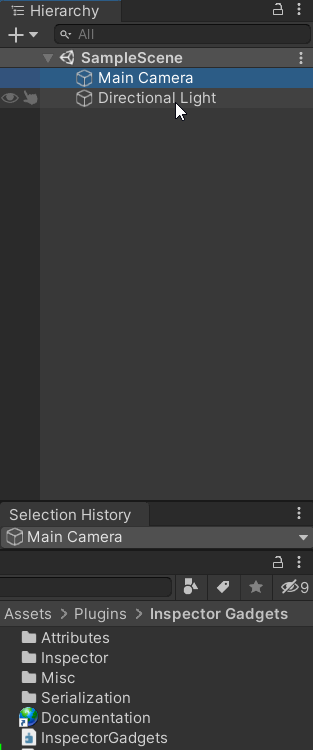 Hierarchy
All
SampleScene
Main Camera
Directional Light
Selection History
Main Camera
9
Assets > Plugins > Inspector Gadgets
Attributes
Inspector
Misc
Serialization
Documentation
InspectorGadgets